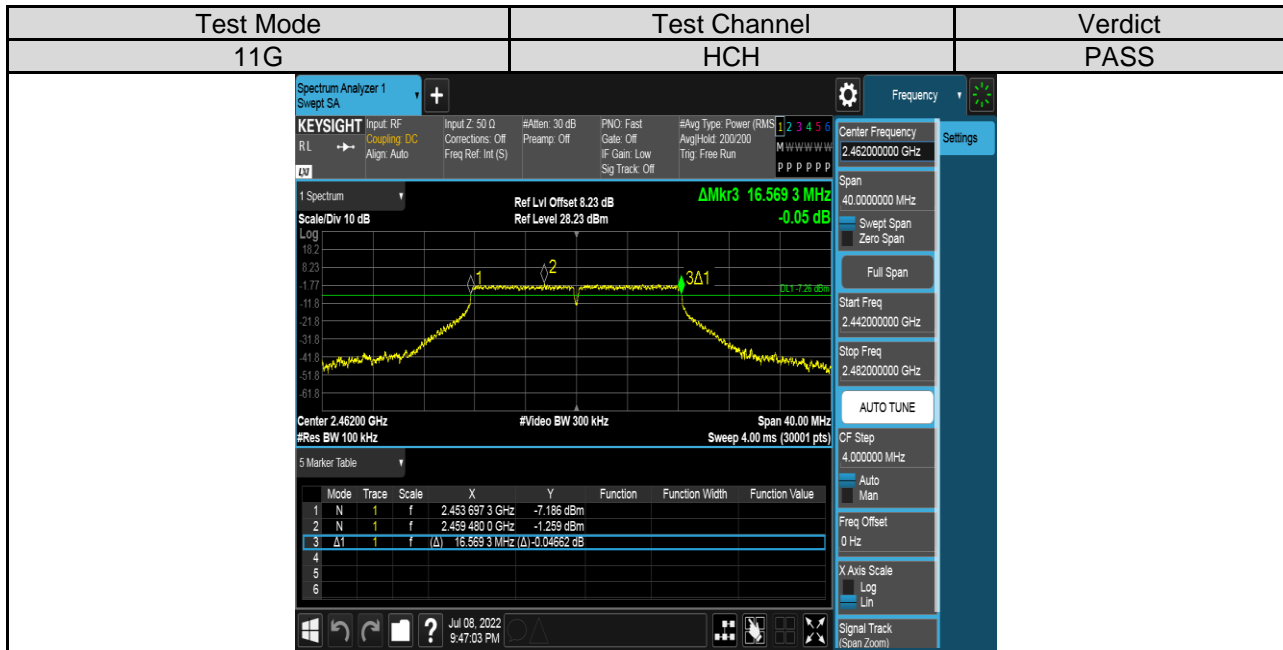 Test Mode Test Channel Verdict
11G HCH PASS
Spectrum Analyzer 1
Swept SA
+
Frequency
KEYSIGHT Input: RF Input Z: 50 Ω #Atten: 30 dB PNO: Fast #Avg Type: Power (RMS 1 2 3 4 5 6
RL Coupling: DC Corrections: Off Preamp: Off Gate: Off Avg|Hold: 200/200 M W W W W W
Align: Auto Freq Ref: Int (S) IF Gain: Low Trig: Free Run
LXI Sig Track: Off P P P P P P
1 Spectrum
Ref Lvl Offset 8.23 dB
ΔMkr3 16.569 3 MHz
Scale/Div 10 dB Ref Level 28.23 dBm -0.05 dB
Log
18.2
8.23
-1.77
-11.8
-21.8
-31.8
-41.8
-51.8
-61.8
1
2
3Δ1
DL1 -7.26 dBm
Center 2.46200 GHz #Video BW 300 kHz Span 40.00 MHz
#Res BW 100 kHz Sweep 4.00 ms (30001 pts)
5 Marker Table
Mode Trace Scale X Y Function Function Width Function Value
1 N 1 f 2.453 697 3 GHz -7.186 dBm
2 N 1 f 2.459 480 0 GHz -1.259 dBm
3 Δ1 1 f (Δ) 16.569 3 MHz (Δ) -0.04662 dB
4
5
6
?
Jul 08, 2022
9:47:03 PM
Center Frequency
2.462000000 GHz
Settings
Span
40.0000000 MHz
Swept Span
Zero Span
Full Span
Start Freq
2.442000000 GHz
Stop Freq
2.482000000 GHz
AUTO TUNE
CF Step
4.000000 MHz
Auto
Man
Freq Offset
0 Hz
X Axis Scale
Log
Lin
Signal Track
(Span Zoom)